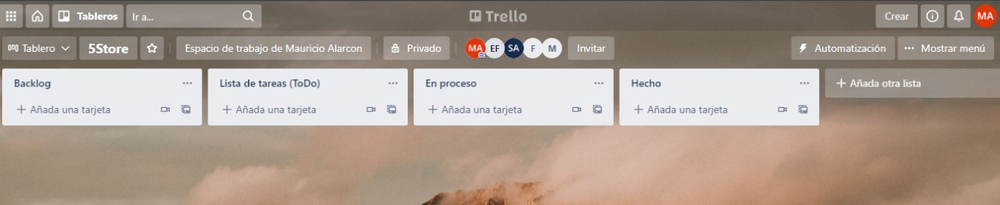 Tableros Ir a... Trello Crear MA
Tablero 5Store Espacio de trabajo de Mauricio Alarcon Privado MA EF SA F M Invitar Automatización ... Mostrar menú
Backlog ... Lista de tareas (ToDo) ... En proceso ... Hecho ... + Añada otra lista
+ Añada una tarjeta + Añada una tarjeta + Añada una tarjeta + Añada una tarjeta